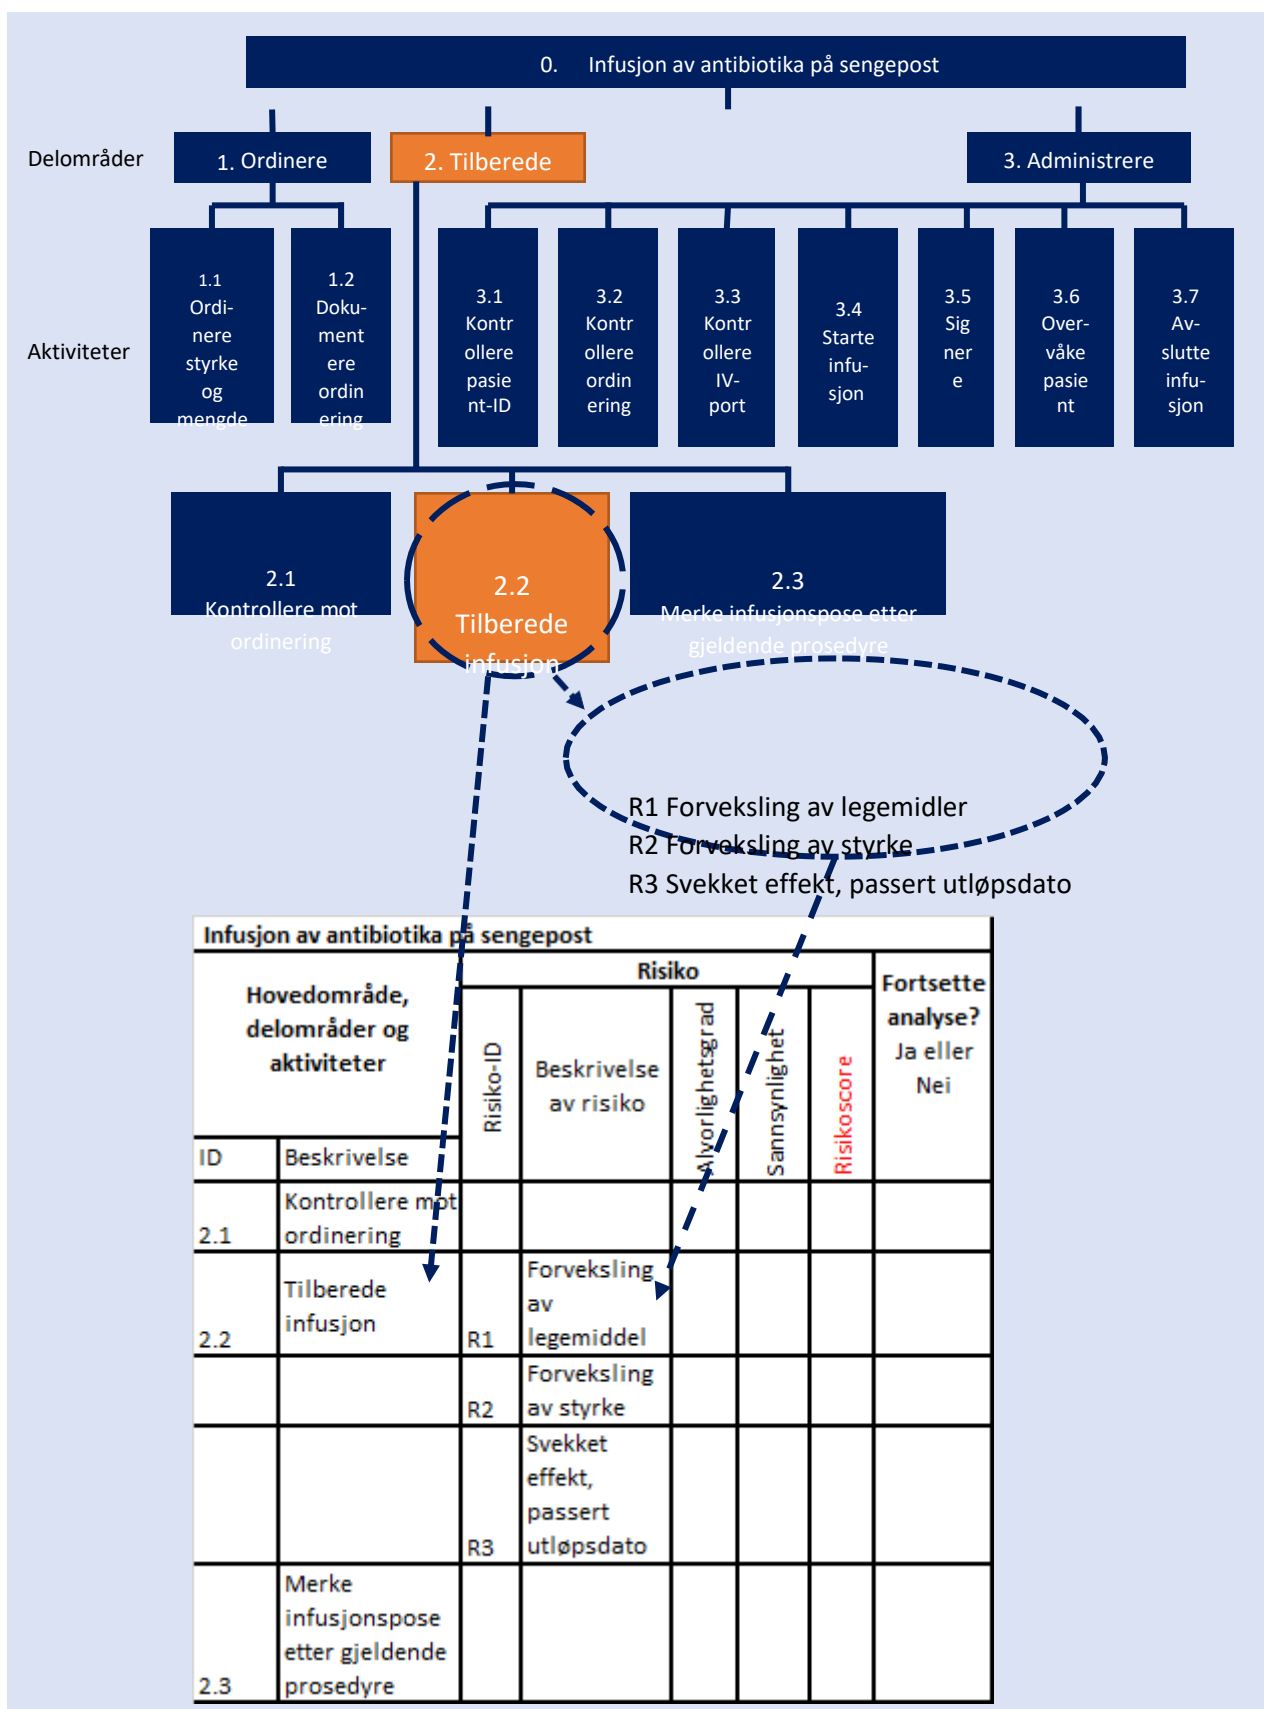 0. Infusjon av antibiotika på sengepost
Delområder
1. Ordinere
2. Tilberede
3. Administrere
Aktiviteter
1.1
Ordi-
nere
styrke
og
mengde
1.2
Doku-
ment
ere
ordin
ering
3.1
Kontr
ollere
pasie
nt-ID
3.2
Kontr
ollere
ordin
ering
3.3
Kontr
ollere
IV-
port
3.4
Starte
infu-
sjon
3.5
Sig
ner
e
3.6
Over-
våke
pasie
nt
3.7
Av-
slutte
infu-
sjon
2.1
Kontrollere mot
ordinering
2.2
Tilberede
infusjon
2.3
Merke infusjonspose etter
gjeldende prosedyre
R1 Forveksling av legemidler
R2 Forveksling av styrke
R3 Svekket effekt, passert utløpsdato
Infusjon av antibiotika på sengepost
Hovedområde,
delområder og
aktiviteter
Risiko
Fortsette
analyse?
Ja eller
Nei
Risiko-ID
Beskrivelse
av risiko
Alvorlighetsgrad
Sannsynlighet
Risikoscore
ID
Beskrivelse
2.1
Kontrollere mot
ordinering
2.2
Tilberede
infusjon
R1
Forveksling
av
legemiddel
R2
Forveksling
av styrke
R3
Svekket
effekt,
passert
utløpsdato
2.3
Merke
infusjonspose
etter gjeldende
prosedyre